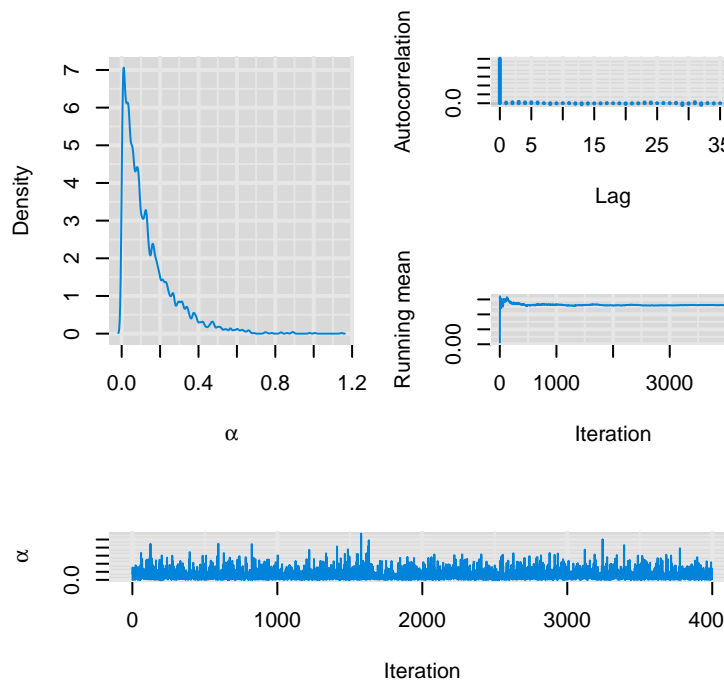 Density
7
6
5
4
3
2
1
0
0.0 0.4 0.8 1.2
α
Autocorrelation
0.0
0 5 15 25 35
Lag
Running mean
0.00
0 1000 3000
Iteration
α
0.0
0 1000 2000 3000 400
Iteration